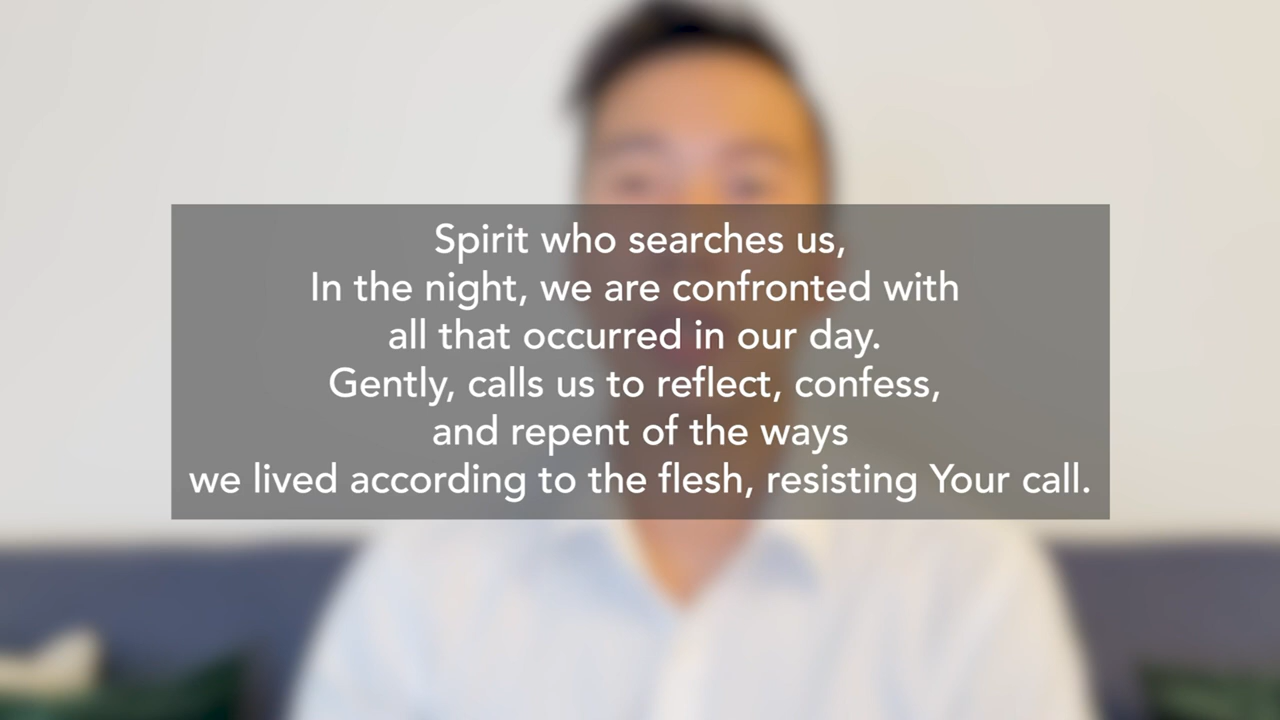 Spirit who searches us,
In the night, we are confronted with
all that occurred in our day.
Gently, calls us to reflect, confess,
and repent of the ways
we lived according to the flesh, resisting Your call.